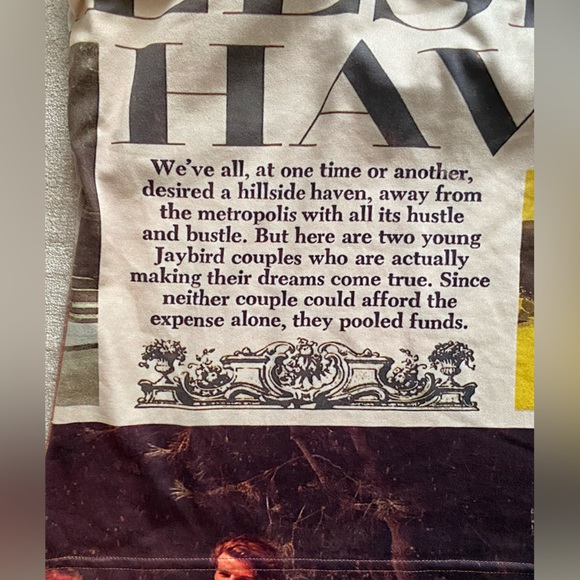 HAV
We've all, at one time or another,
desired a hillside haven, away from
the metropolis with all its hustle
and bustle. But here are two young
Jaybird couples who are actually
making their dreams come true. Since
neither couple could afford the
expense alone, they pooled funds.